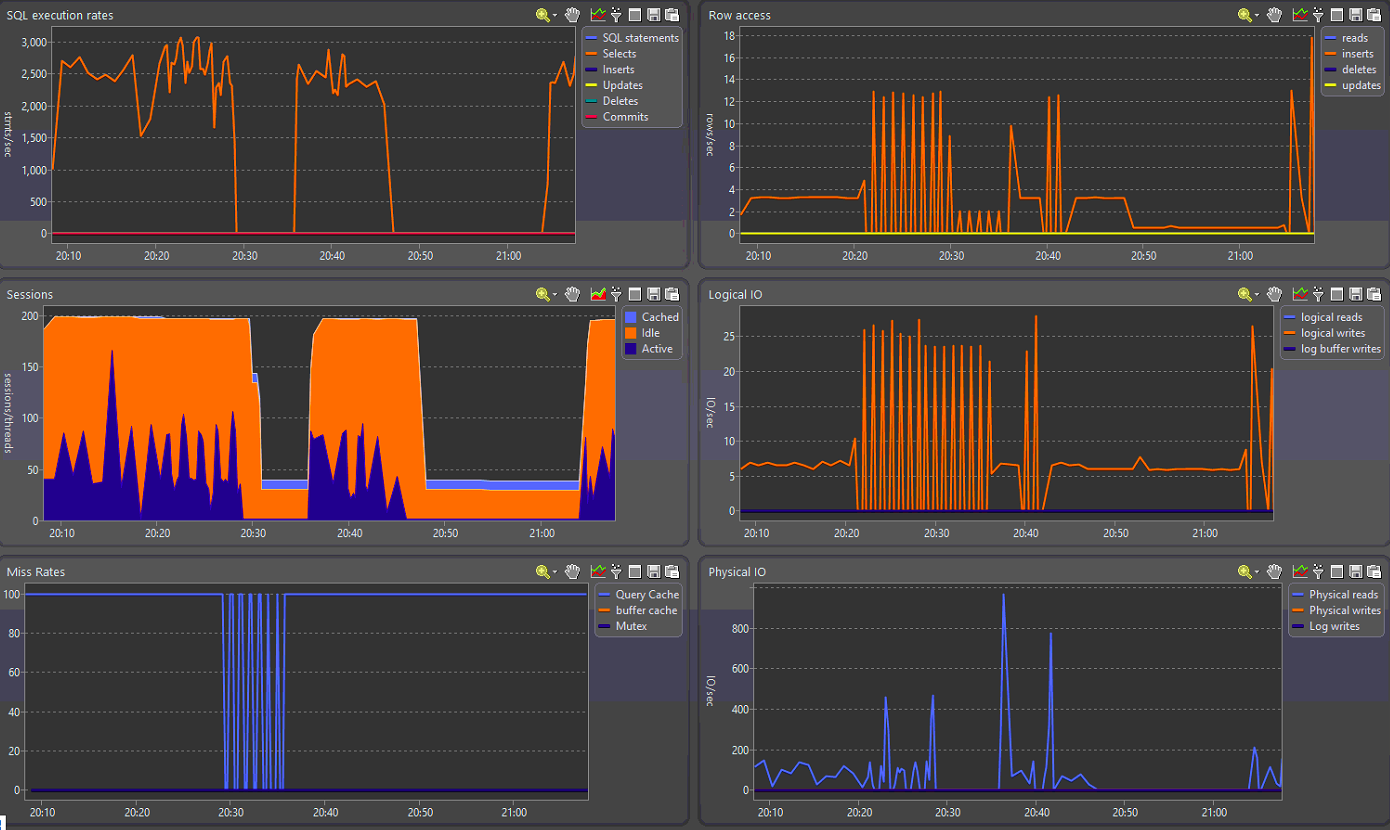 SQL execution rates
3,000
2,500
2,000
1,500
1,000
500
0
stmts/sec
20:10 20:20 20:30 20:40 20:50 21:00
SQL statements
Selects
Inserts
Updates
Deletes
Commits
Row access
18
16
14
12
10
8
6
4
2
0
rows/sec
20:10 20:20 20:30 20:40 20:50 21:00
reads
inserts
deletes
updates
Sessions
200
150
100
50
0
sessions/threads
20:10 20:20 20:30 20:40 20:50 21:00
Cached
Idle
Active
Logical IO
25
20
15
10
5
0
IO/sec
20:10 20:20 20:30 20:40 20:50 21:00
logical reads
logical writes
log buffer writes
Miss Rates
100
80
60
40
20
0
20:10 20:20 20:30 20:40 20:50 21:00
Query Cache
buffer cache
Mutex
Physical IO
800
600
400
200
0
IO/sec
20:10 20:20 20:30 20:40 20:50 21:00
Physical reads
Physical writes
Log writes